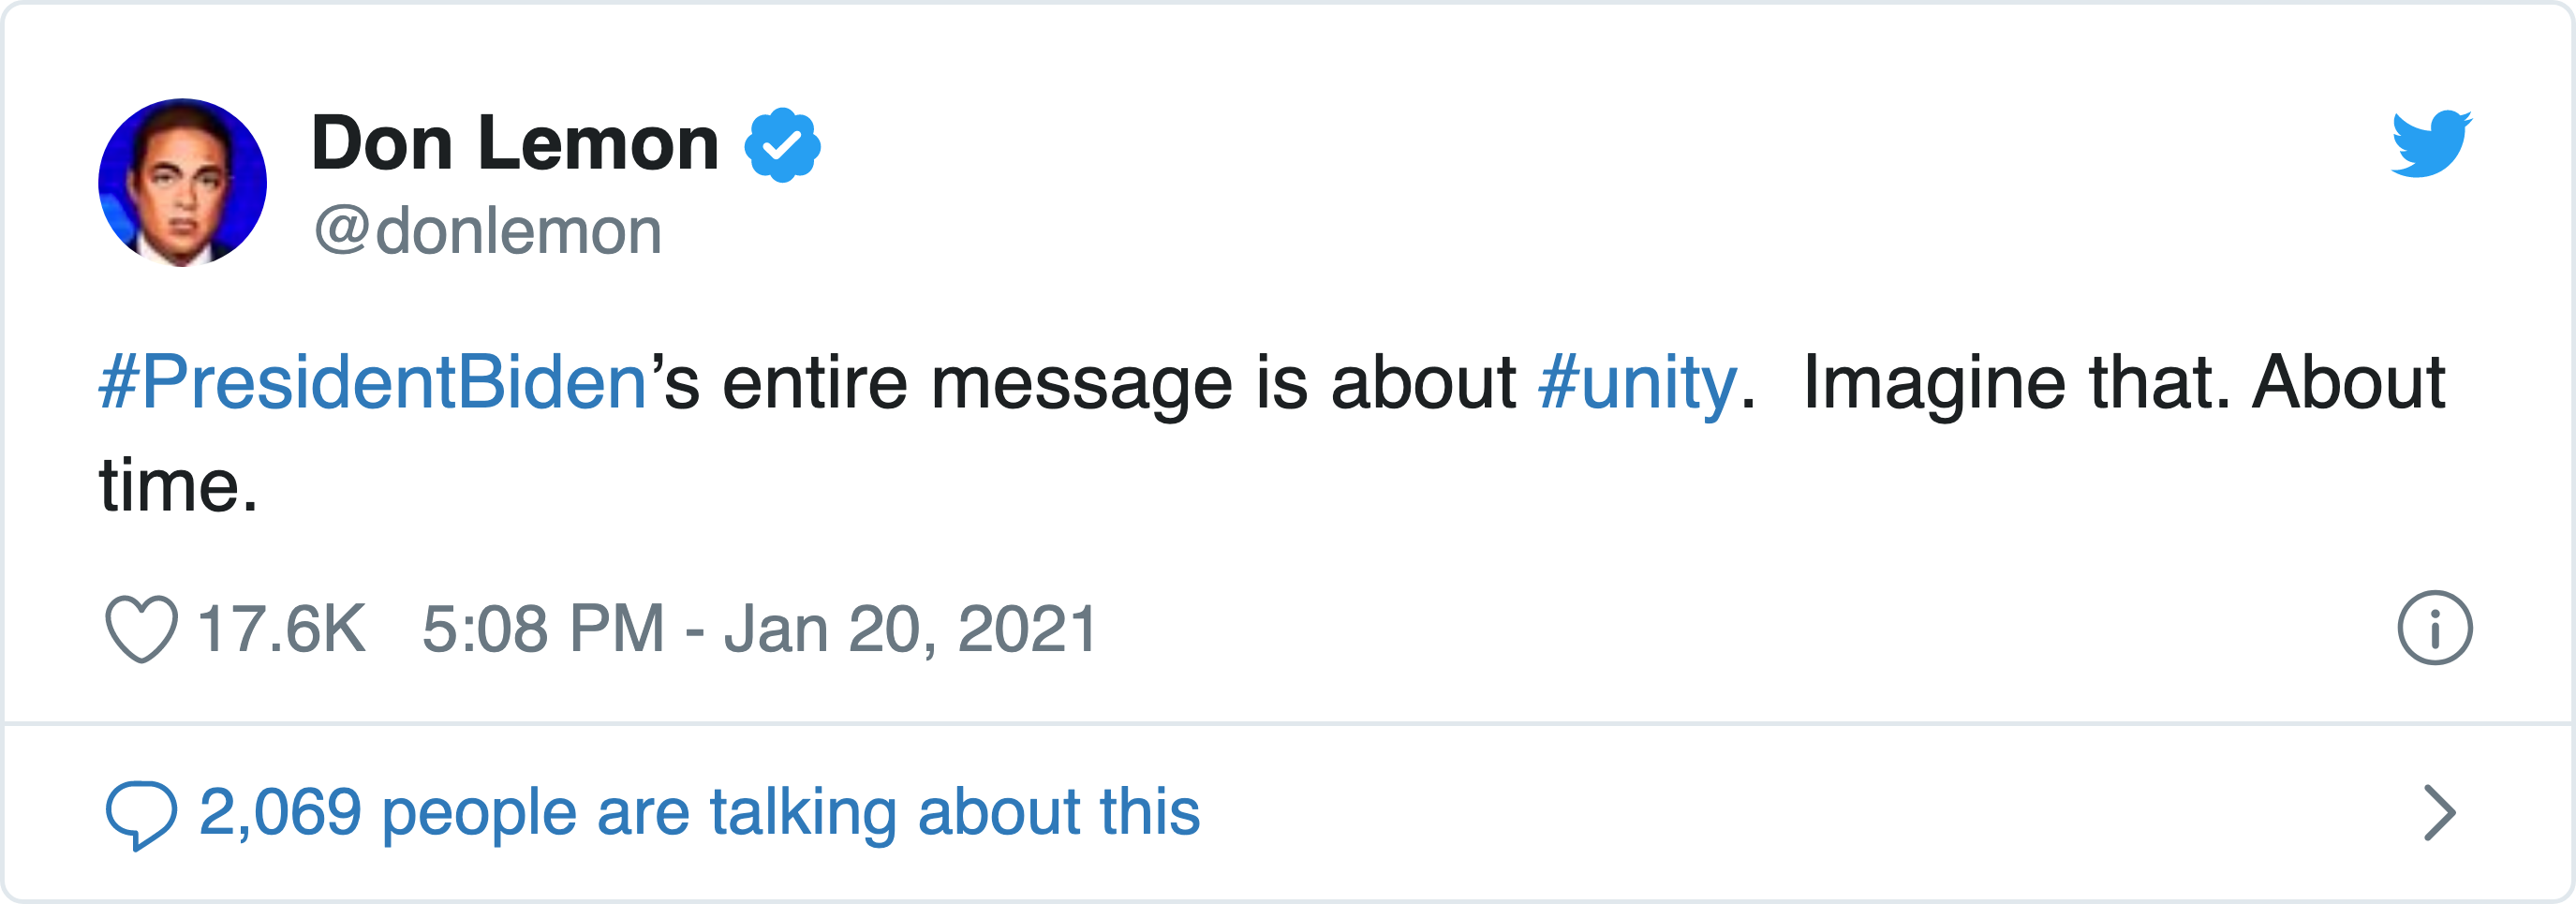 Don Lemon
@donlemon
#PresidentBiden’s entire message is about #unity.  Imagine that. About
time.
17.6K 5:08 PM - Jan 20, 2021
2,069 people are talking about this